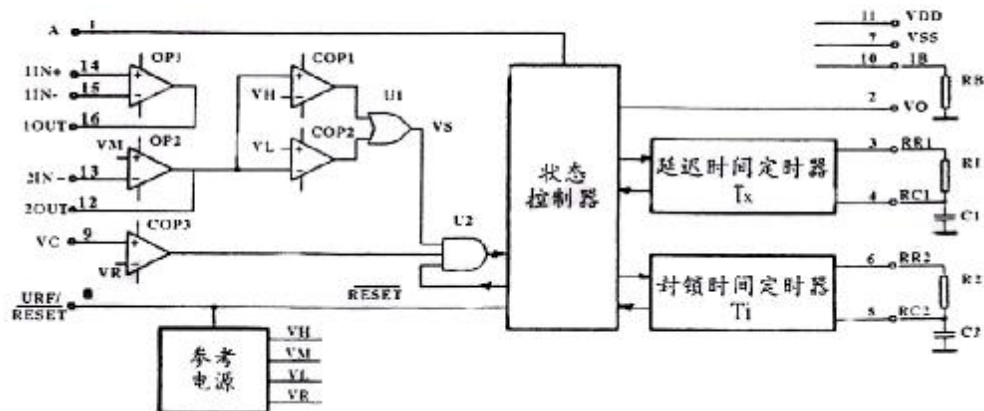 A 1
11 VDD
7 VSS
10 IB
RB
2 VO
1IN+ 14
1IN- 15
1OUT 16
OP1
COP1
VH
U1
VS
VM
OP2
2IN- 13
2OUT 12
VL
COP2
VC 9
COP3
VR
U2
RESET
状态
控制器
延迟时间定时器
Tx
3 RR1
R1
4 RC1
C1
封锁时间定时器
Ti
6 RR2
R2
5 RC2
URF/
RESET 8
参考
电源
VH
VM
VL
VR